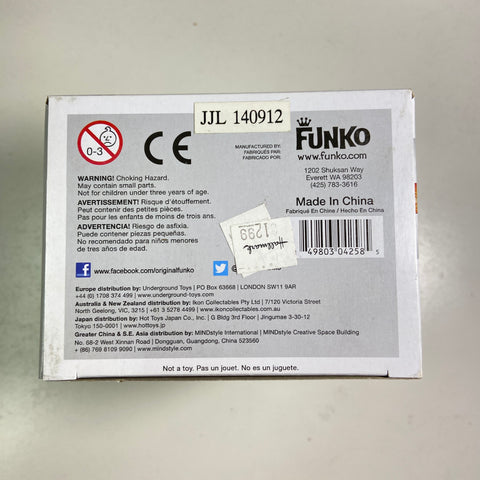 JJL 140912
0-3
CE
MANUFACTURED BY:
FABRIQUÉS PAR:
FABRICADO POR:
FUNKO
www.funko.com
1202 Shuksan Way
Everett WA 98203
(425) 783-3616
WARNING! Choking Hazard.
May contain small parts.
Not for children under three years of age.
AVERTISSEMENT! Risque d'étouffement.
Peut contenir des petites pièces.
Pas pour les enfants de moins de trois ans.
ADVERTENCIA! Riesgo de asfixia.
Puede contener piezas pequeñas.
No recomendado para niños menores
de tres años de edad.
Made In China
Fabriqué En Chine / Hecho En China
Hallmark
1299
49803 04258 5
www.facebook.com/originalfunko
Europe distribution by: Underground Toys | PO Box 63668 | LONDON SW11 9AR
+44 (0) 1708 374 499 | www.underground-toys.com
Australia & New Zealand distribution by: Ikon Collectables Pty Ltd | 7/120 Victoria Street
North Geelong, VIC, 3215 | +61 3 5278 4499 | www.ikoncollectables.com.au
Japan distribution by: Hot Toys Japan Co., Inc. | G Bldg 3rd Floor | Jingumae 3-30-12
Tokyo 150-0001 | www.hottoys.jp
Greater China & S.E. Asia distribution by: MINDstyle International | MINDstyle Creative Space Building
No. 68-2 West Xinnan Road | Dongguan, Guangdong, China 523560
+ (86) 769 8109 9090 | www.mindstyle.com
Not a toy. Pas un jouet. No es un juguete.